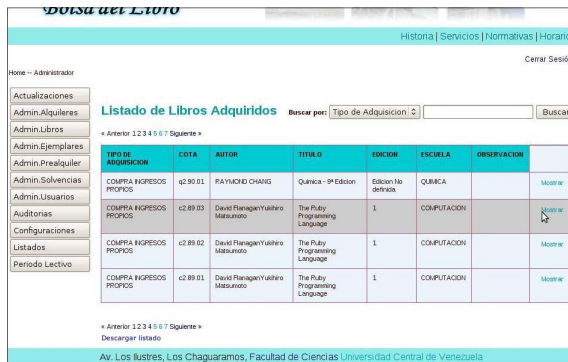 Bolsa del Libro
Historia | Servicios | Normativas | Horario
Cerrar Sesió
Home -- Administrador
Actualizaciones
Admin.Alquileres
Admin.Libros
Admin.Ejemplares
Admin.Prealquiler
Admin.Solvencias
Admin.Usuarios
Auditorias
Configuraciones
Listados
Periodo Lectivo
Listado de Libros Adquiridos Buscar por: Tipo de Adquisicion Buscar
« Anterior 1 2 3 4 5 6 7 Siguiente »
TIPO DE ADQUISICION COTA AUTOR TITULO EDICION ESCUELA OBSERVACION
COMPRA INGRESOS PROPIOS q2.90.01 RAYMOND CHANG Quimica - 9ª Edicion Edicion No definida QUIMICA Mostrar
COMPRA INGRESOS PROPIOS c2.89.03 David FlanaganYukihiro Matsumoto The Ruby Programming Language 1 COMPUTACION Mostrar
COMPRA INGRESOS PROPIOS c2.89.02 David FlanaganYukihiro Matsumoto The Ruby Programming Language 1 COMPUTACION Mostrar
COMPRA INGRESOS PROPIOS c2.89.01 David FlanaganYukihiro Matsumoto The Ruby Programming Language 1 COMPUTACION Mostrar
« Anterior 1 2 3 4 5 6 7 Siguiente »
Descargar listado
Av. Los Ilustres, Los Chaguaramos, Facultad de Ciencias Universidad Central de Venezuela